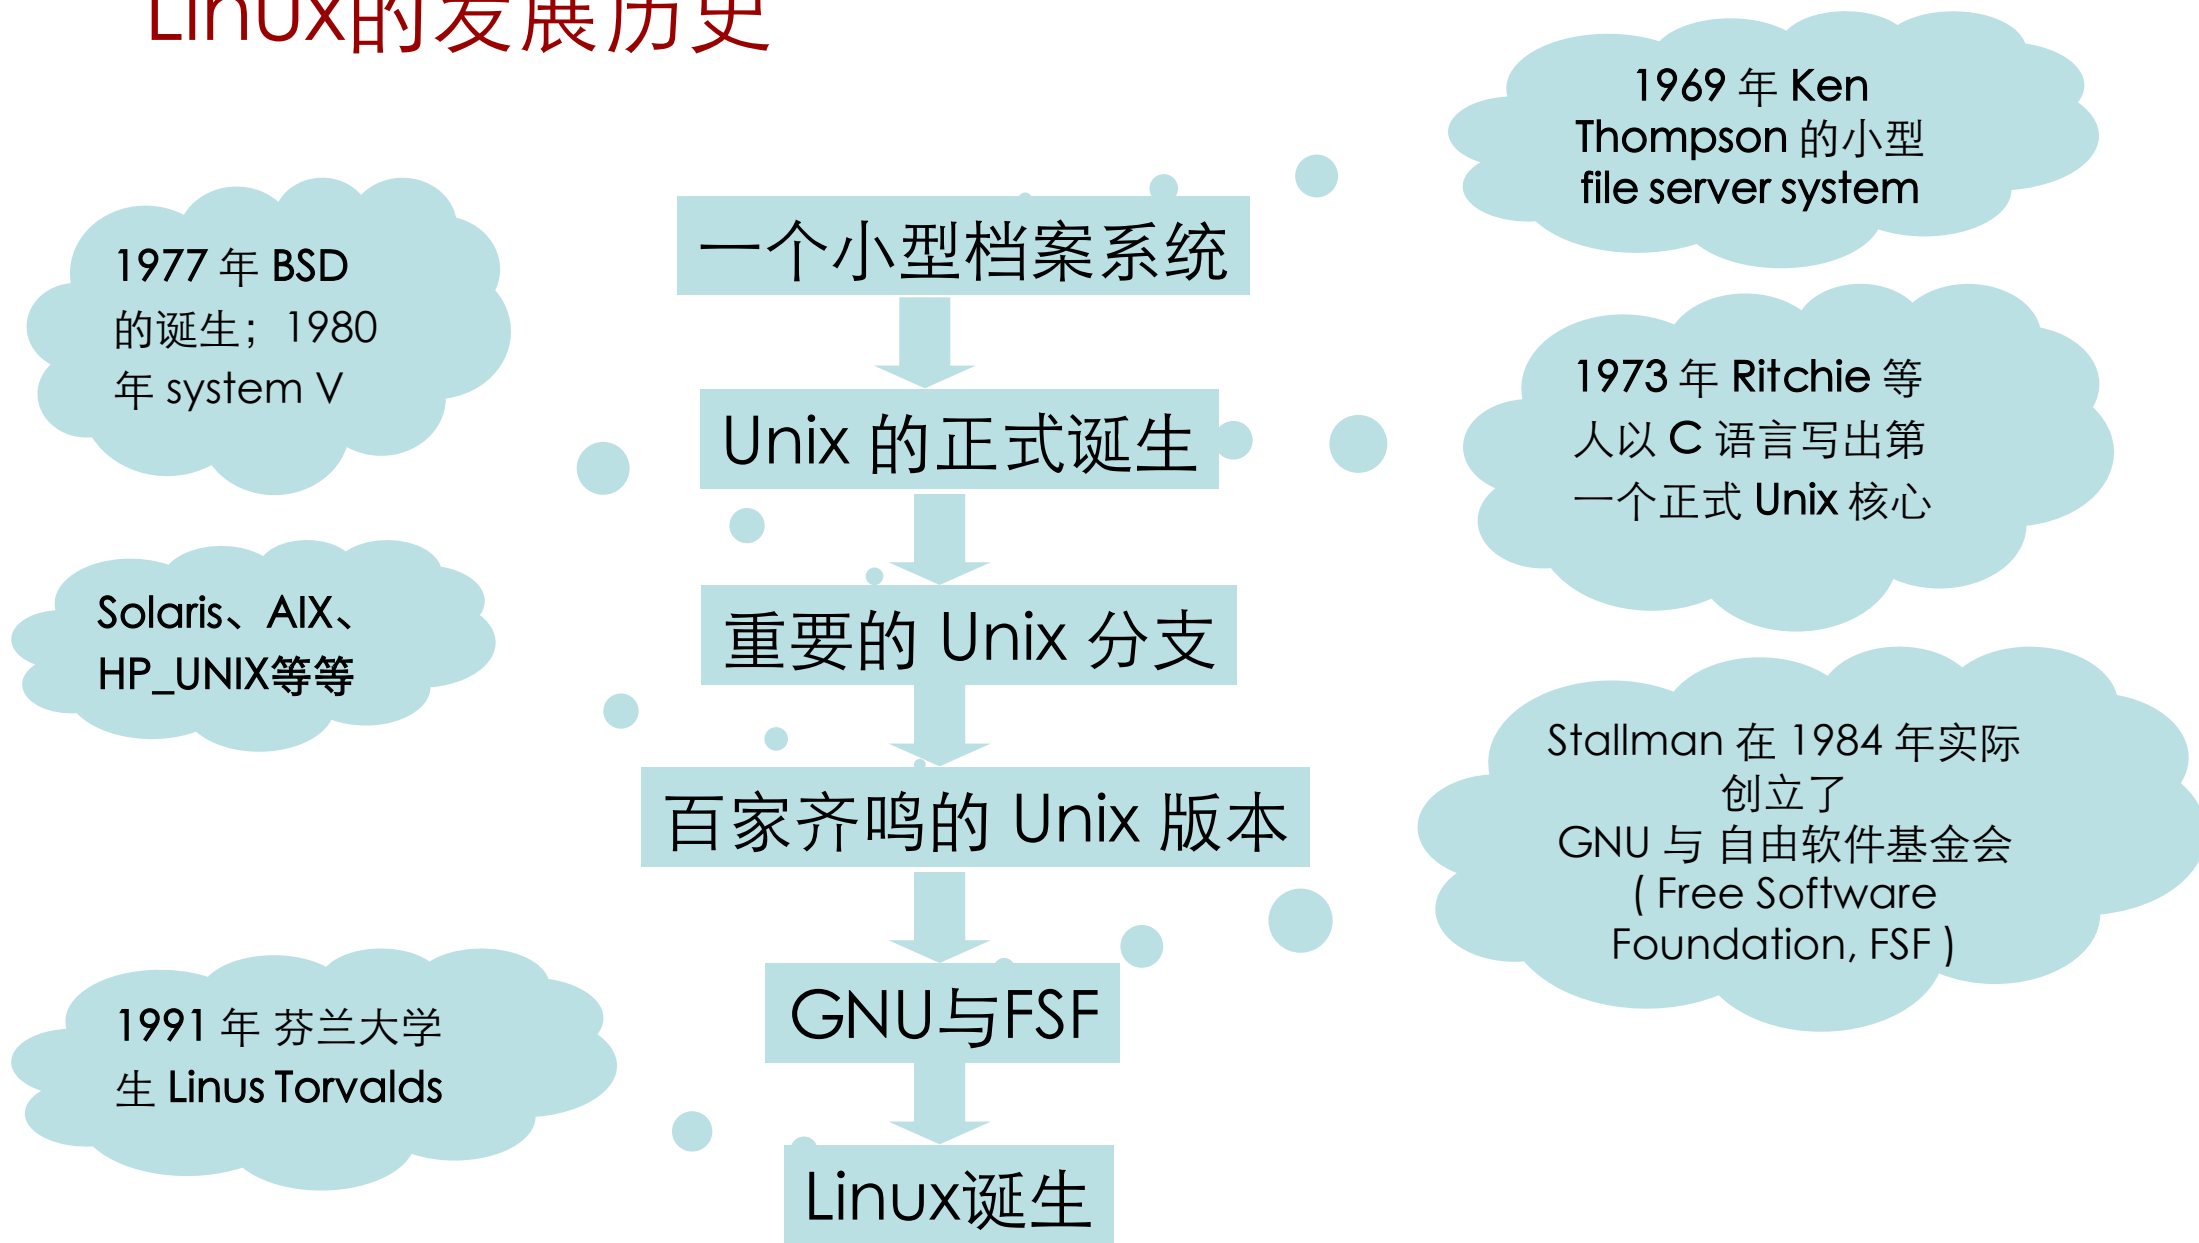 Linux的发展历史
1969 年 Ken
Thompson 的小型
file server system
一个小型档案系统
1977 年 BSD
的诞生；1980
年 system V
1973 年 Ritchie 等
人以 C 语言写出第
一个正式 Unix 核心
Unix 的正式诞生
Solaris、AIX、
HP_UNIX等等
重要的 Unix 分支
Stallman 在 1984 年实际
创立了
GNU 与 自由软件基金会
( Free Software
Foundation, FSF )
百家齐鸣的 Unix 版本
GNU与FSF
1991 年 芬兰大学
生 Linus Torvalds
Linux诞生